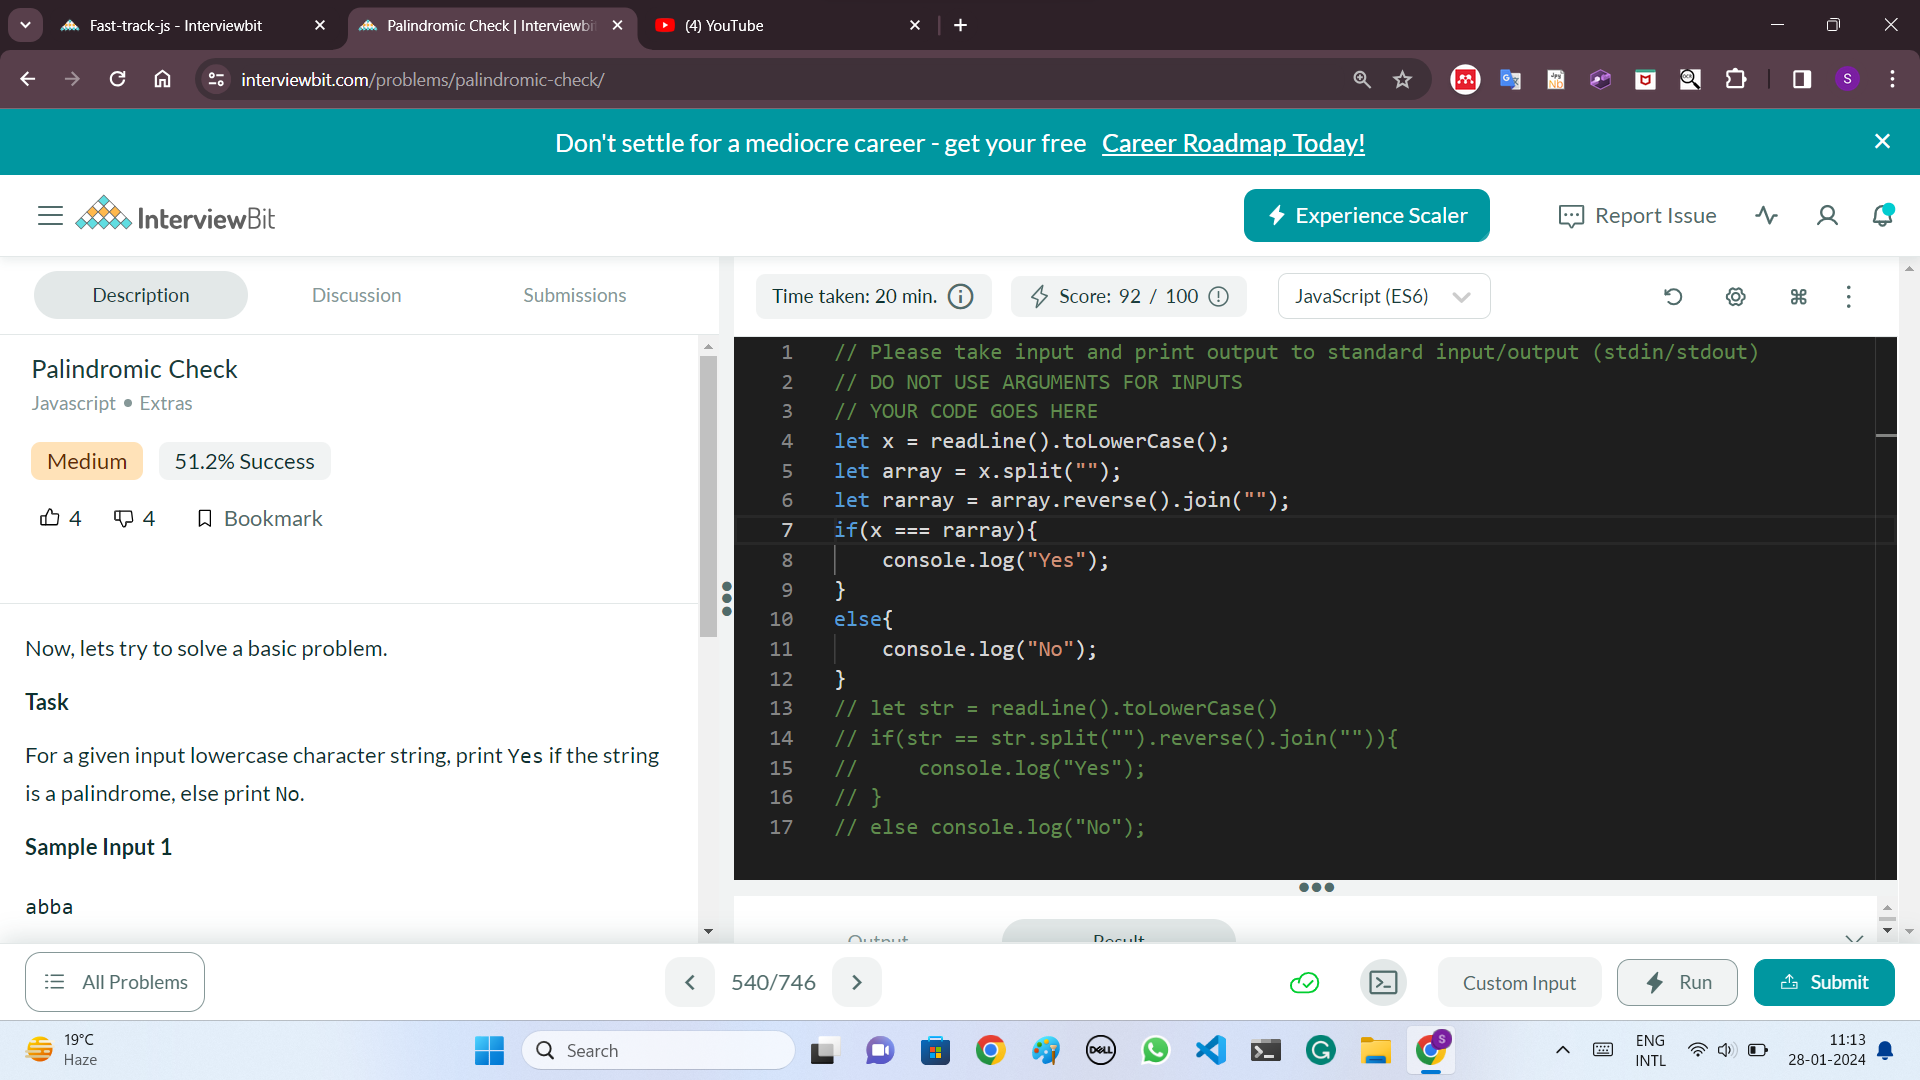 Fast-track-js - Interviewbit
Palindromic Check | Interviewbi
(4) YouTube
interviewbit.com/problems/palindromic-check/
S
Don't settle for a mediocre career - get your free Career Roadmap Today!
InterviewBit
Experience Scaler
Report Issue
Description
Discussion
Submissions
Time taken: 20 min.
Score: 92 / 100
JavaScript (ES6)
Palindromic Check
Javascript • Extras
Medium
51.2% Success
4
4
Bookmark
Now, lets try to solve a basic problem.
Task
For a given input lowercase character string, print Yes if the string
is a palindrome, else print No.
Sample Input 1
abba
1 // Please take input and print output to standard input/output (stdin/stdout)
2 // DO NOT USE ARGUMENTS FOR INPUTS
3 // YOUR CODE GOES HERE
4 let x = readLine().toLowerCase();
5 let array = x.split("");
6 let rarray = array.reverse().join("");
7 if(x === rarray){
8 console.log("Yes");
9 }
10 else{
11 console.log("No");
12 }
13 // let str = readLine().toLowerCase()
14 // if(str == str.split("").reverse().join("")){
15 // console.log("Yes");
16 // }
17 // else console.log("No");
Output
Result
All Problems
540/746
Custom Input
Run
Submit
19°C
Haze
Search
DELL
S
ENG
INTL
11:13
28-01-2024